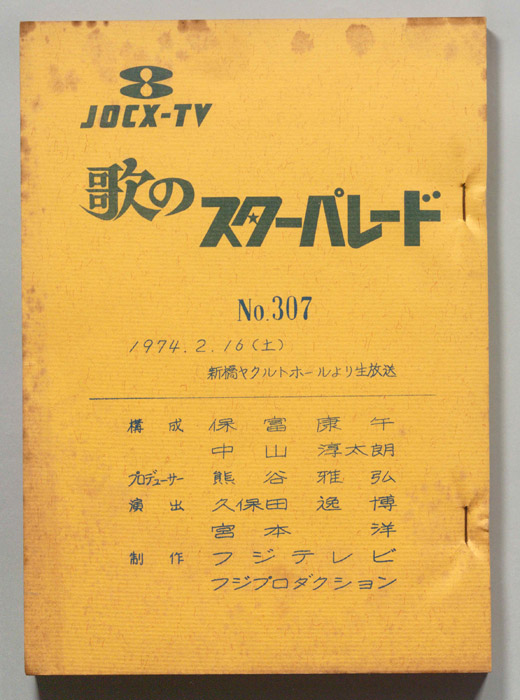 8
JOCX-TV
歌の
スターパレード
No.307
1974.2.16(土)
新橋ヤクルトホールより生放送
構成 保富康午
中山淳太朗
プロデューサー 熊谷雅弘
演出 久保田逸博
宮本洋
制作 フジテレビ
フジプロダクション